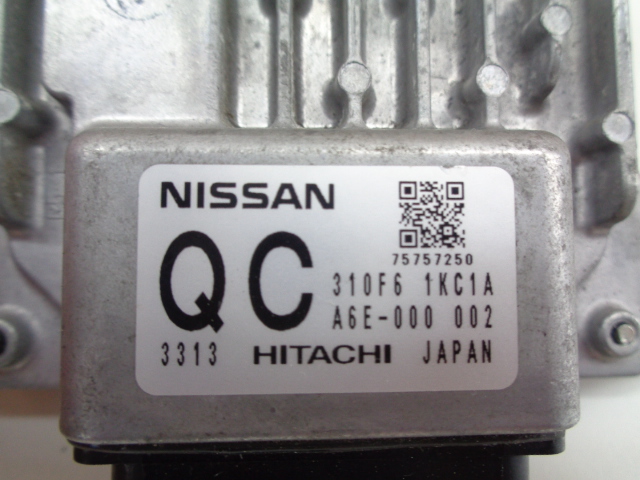 NISSAN
75757250
QC
310F6 1KC1A
A6E-000 002
3313 HITACHI JAPAN